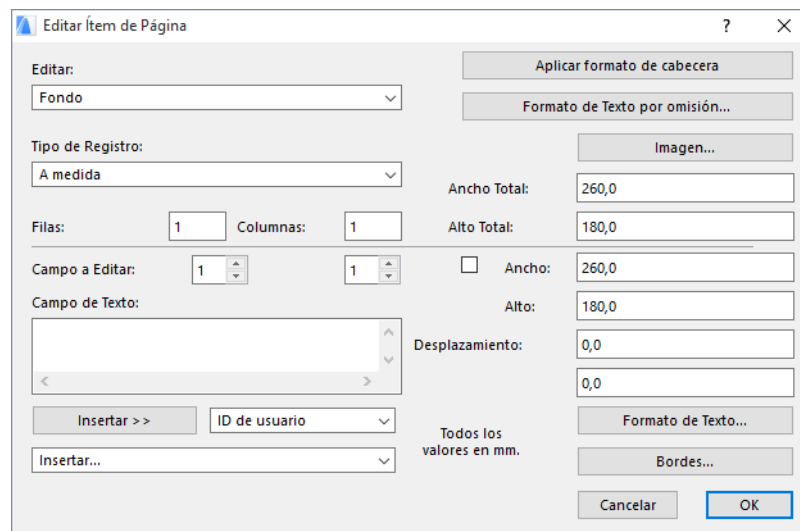 Editar Ítem de Página
?
Editar:
Aplicar formato de cabecera
Fondo
Formato de Texto por omisión...
Tipo de Registro:
Imagen...
A medida
Ancho Total:
260,0
Filas:
1
Columnas:
1
Alto Total:
180,0
Campo a Editar:
1
1
Ancho:
260,0
Campo de Texto:
Alto:
180,0
Desplazamiento:
0,0
0,0
Insertar >>
ID de usuario
Todos los
valores en mm.
Formato de Texto...
Insertar...
Bordes...
Cancelar
OK